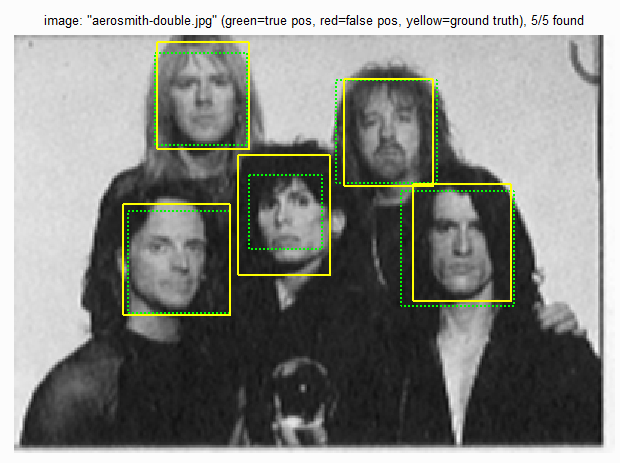 image: "aerosmith-double.jpg" (green=true pos, red=false pos, yellow=ground truth), 5/5 found